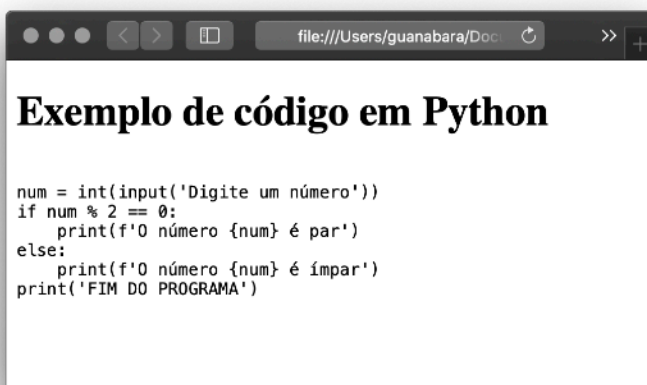 file:///Users/guanabara/Doc
Exemplo de código em Python
num = int(input('Digite um número'))
if num % 2 == 0:
    print(f'O número {num} é par')
else:
    print(f'O número {num} é ímpar')
print('FIM DO PROGRAMA')